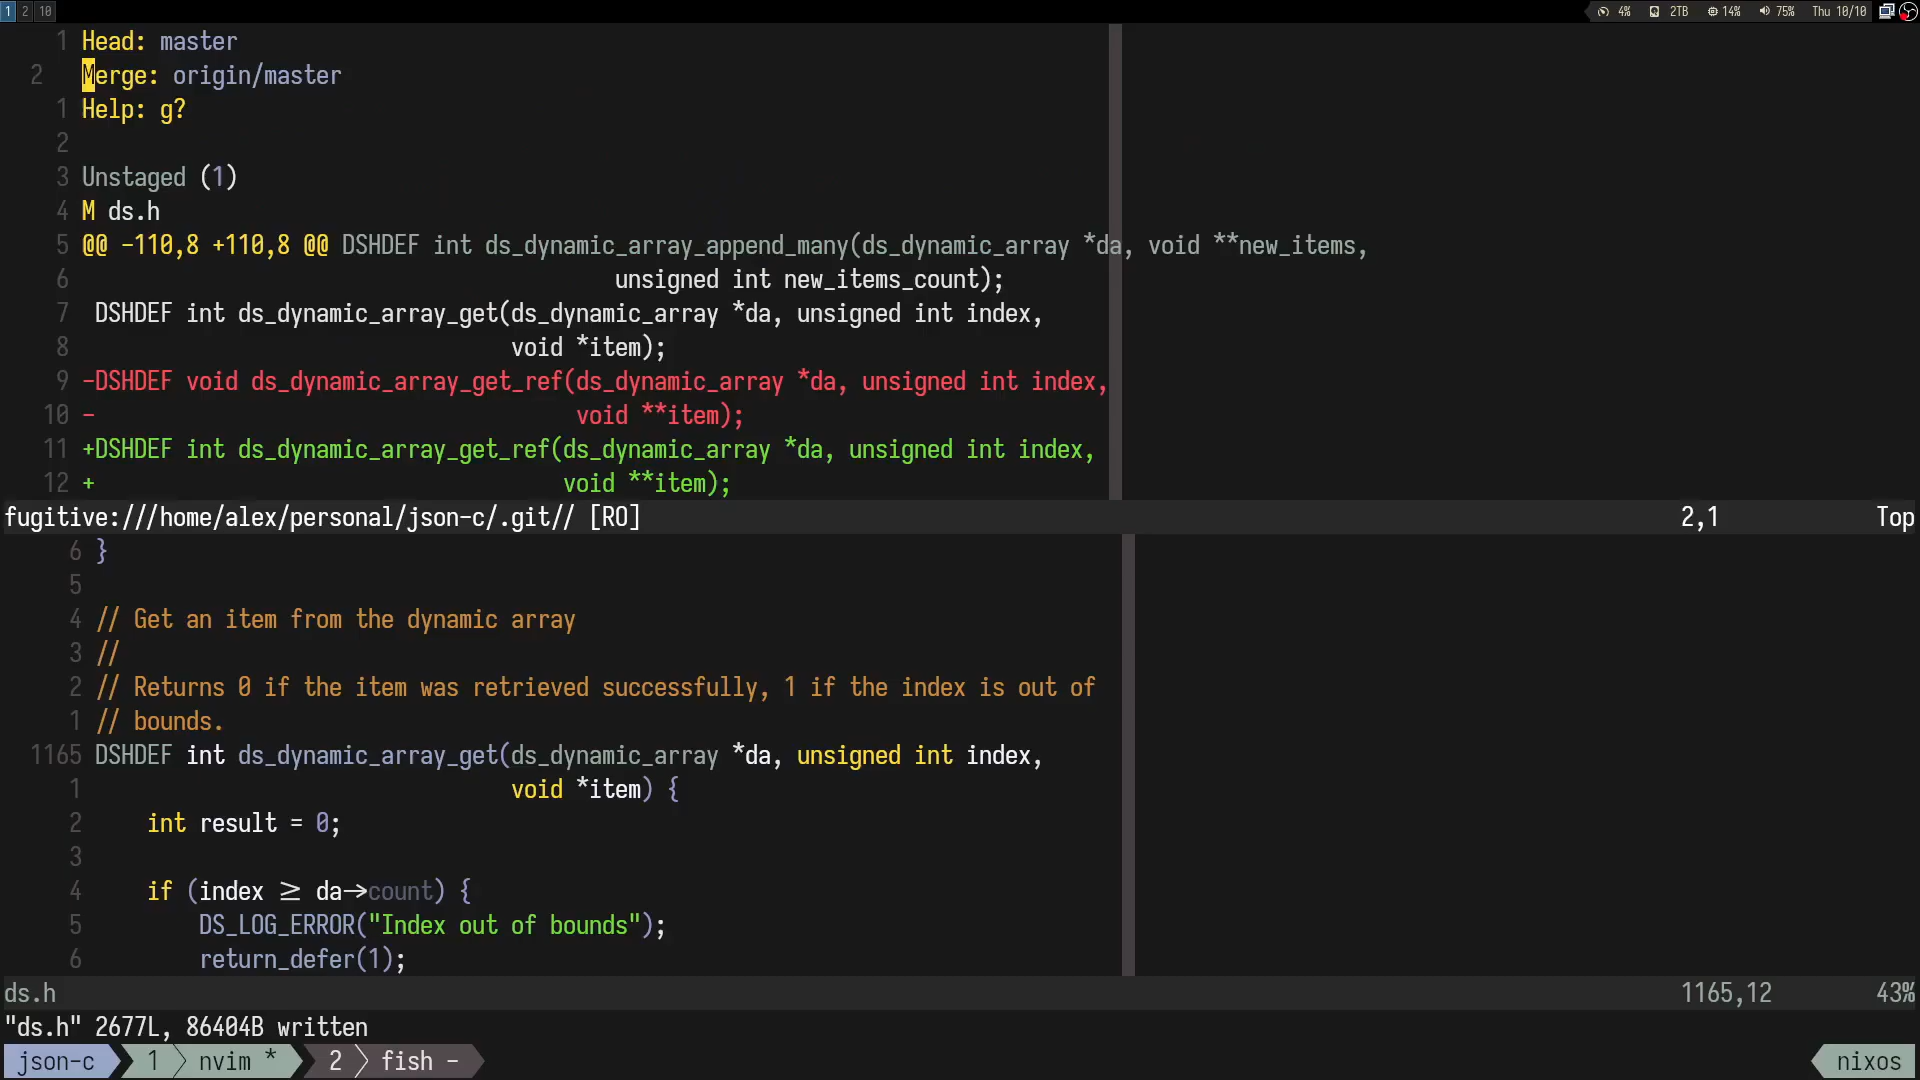 1 2 10 4% 2TB 14% 75% Thu 10/10
1 Head: master
2 Merge: origin/master
1 Help: g?
2
3 Unstaged (1)
4 M ds.h
5 @@ -110,8 +110,8 @@ DSHDEF int ds_dynamic_array_append_many(ds_dynamic_array *da, void **new_items,
6 unsigned int new_items_count);
7 DSHDEF int ds_dynamic_array_get(ds_dynamic_array *da, unsigned int index,
8 void *item);
9 -DSHDEF void ds_dynamic_array_get_ref(ds_dynamic_array *da, unsigned int index,
10 - void **item);
11 +DSHDEF int ds_dynamic_array_get_ref(ds_dynamic_array *da, unsigned int index,
12 + void **item);
fugitive:///home/alex/personal/json-c/.git// [RO] 2,1 Top
6 }
5
4 // Get an item from the dynamic array
3 //
2 // Returns 0 if the item was retrieved successfully, 1 if the index is out of
1 // bounds.
1165 DSHDEF int ds_dynamic_array_get(ds_dynamic_array *da, unsigned int index,
1 void *item) {
2 int result = 0;
3
4 if (index ≥ da→count) {
5 DS_LOG_ERROR("Index out of bounds");
6 return_defer(1);
ds.h 1165,12 43%
"ds.h" 2677L, 86404B written
json-c 1 nvim * 2 fish - nixos